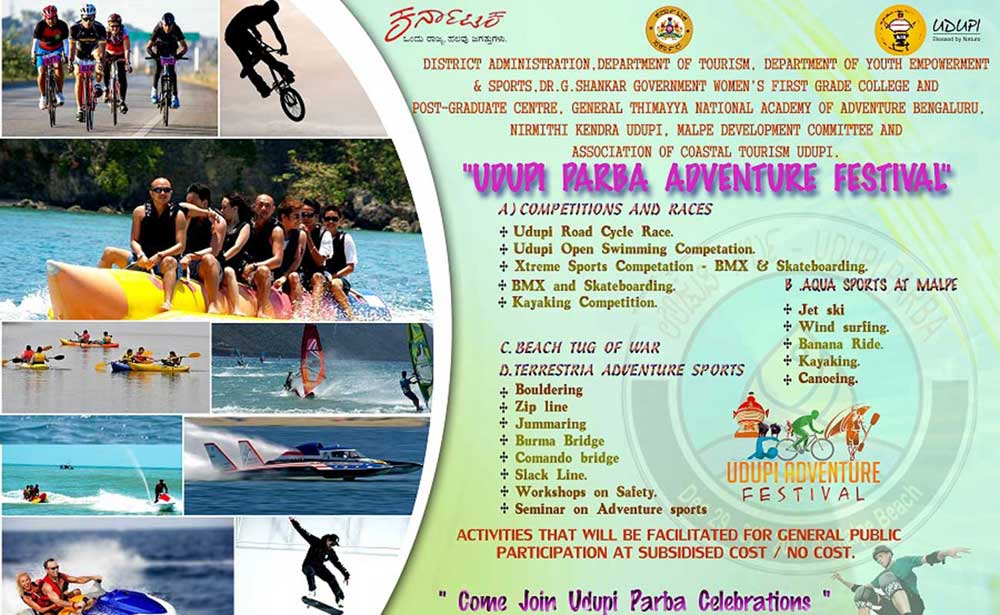 ಕರ್ನಾಟಕ
ಒಂದು ರಾಜ್ಯ. ಹಲವು ಜಗತ್ತುಗಳು.
UDUPI
Blessed by Nature
DISTRICT ADMINISTRATION,DEPARTMENT OF TOURISM, DEPARTMENT OF YOUTH EMPOWERMENT
& SPORTS,DR.G.SHANKAR GOVERNMENT WOMEN'S FIRST GRADE COLLEGE AND
POST-GRADUATE CENTRE, GENERAL THIMAYYA NATIONAL ACADEMY OF ADVENTURE BENGALURU,
NIRMITHI KENDRA UDUPI, MALPE DEVELOPMENT COMMITTEE AND
ASSOCIATION OF COASTAL TOURISM UDUPI.
"UDUPI PARBA ADVENTURE FESTIVAL"
A) COMPETITIONS AND RACES
Udupi Road Cycle Race.
Udupi Open Swimming Competation.
Xtreme Sports Competation - BMX & Skateboarding.
BMX and Skateboarding.
Kayaking Competition.
B .AQUA SPORTS AT MALPE
Jet ski
Wind surfing.
Banana Ride.
Kayaking.
Canoeing.
C. BEACH TUG OF WAR
D.TERRESTRIA ADVENTURE SPORTS
Bouldering
Zip line
Jummaring
Burma Bridge
Comando bridge
Slack Line.
Workshops on Safety.
Seminar on Adventure sports
UDUPI ADVENTURE
FESTIVAL
ACTIVITIES THAT WILL BE FACILITATED FOR GENERAL PUBLIC
PARTICIPATION AT SUBSIDISED COST / NO COST.
" Come Join Udupi Parba Celebrations "